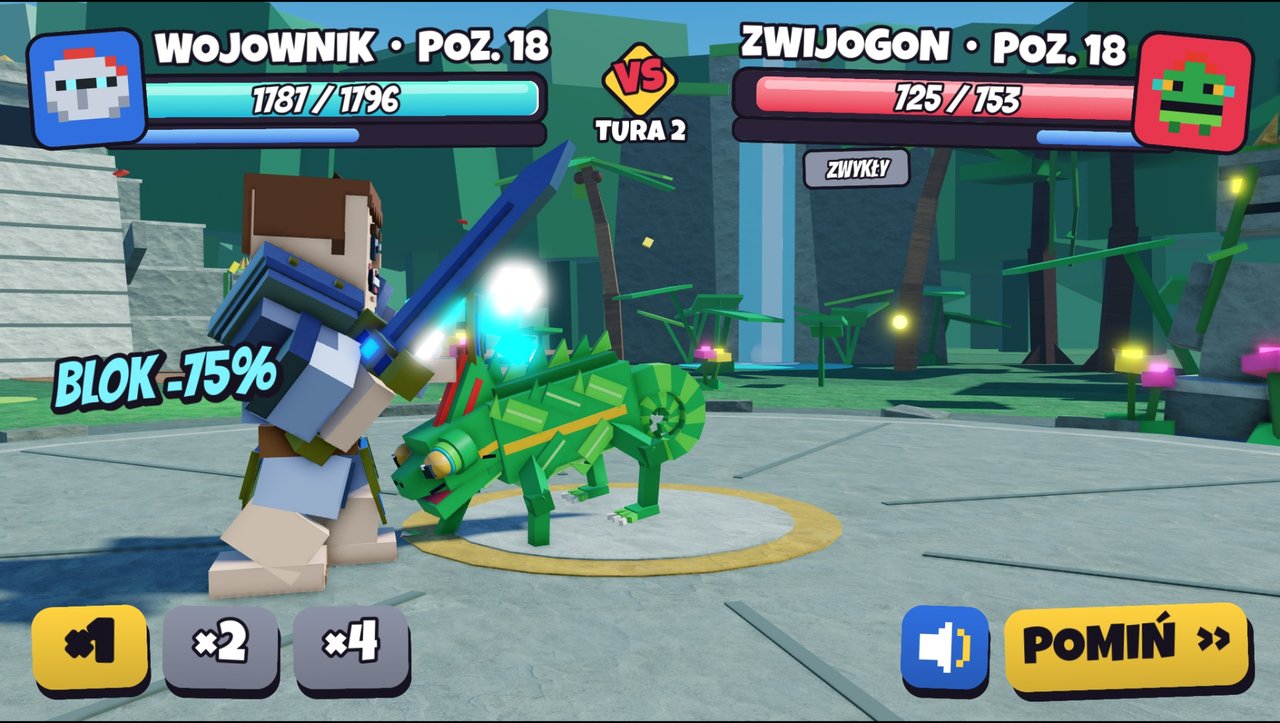 WOJOWNIK • POZ. 18
1787 / 1796
VS
TURA 2
ZWIJOGON • POZ. 18
725 / 753
ZWYKŁY
BLOK -75%
×1
×2
×4
POMIŃ »